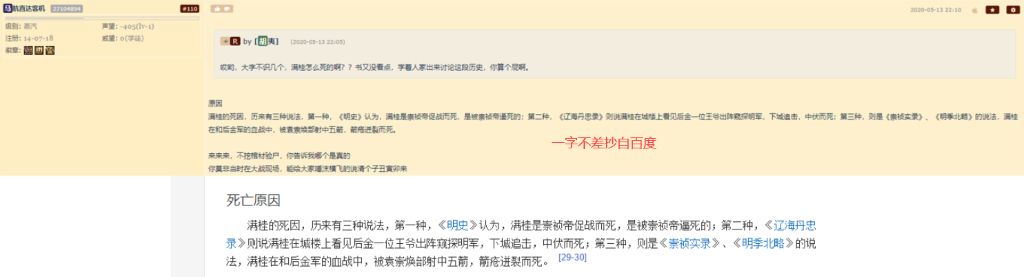 马航直达客机 27104894 #110
2020-05-13 22:10
级别: 蒸汽 声望: -405(lv-1)
注册: 14-07-18 威望: 0(学徒)
徽章:
R by [祖夷] (2020-05-13 22:05)
哎哟，大字不识几个，满桂怎么死的啊？？书又没看点，学着人家出来讨论这段历史，你算个屁啊。
原因
满桂的死因，历来有三种说法，第一种，《明史》认为，满桂是崇祯帝促战而死，是被崇祯帝逼死的；第二种，《辽海丹忠录》则说满桂在城楼上看见后金一位王爷出阵窥探明军，下城追击，中伏而死；第三种，则是《崇祯实录》、《明季北略》的说法，满桂
在和后金军的血战中，被袁崇焕部射中五箭，箭疮迸裂而死。
一字不差抄自百度
来来来，不挖棺材验尸，你告诉我哪个是真的
你莫非当时在大战现场，能给大家唾沫横飞的说清个子丑寅卯来
死亡原因
满桂的死因，历来有三种说法，第一种，《明史》认为，满桂是崇祯帝促战而死，是被崇祯帝逼死的；第二种，《辽海丹忠
录》则说满桂在城楼上看见后金一位王爷出阵窥探明军，下城追击，中伏而死；第三种，则是《崇祯实录》、《明季北略》的说
法，满桂在和后金军的血战中，被袁崇焕部射中五箭，箭疮迸裂而死。 [29-30]